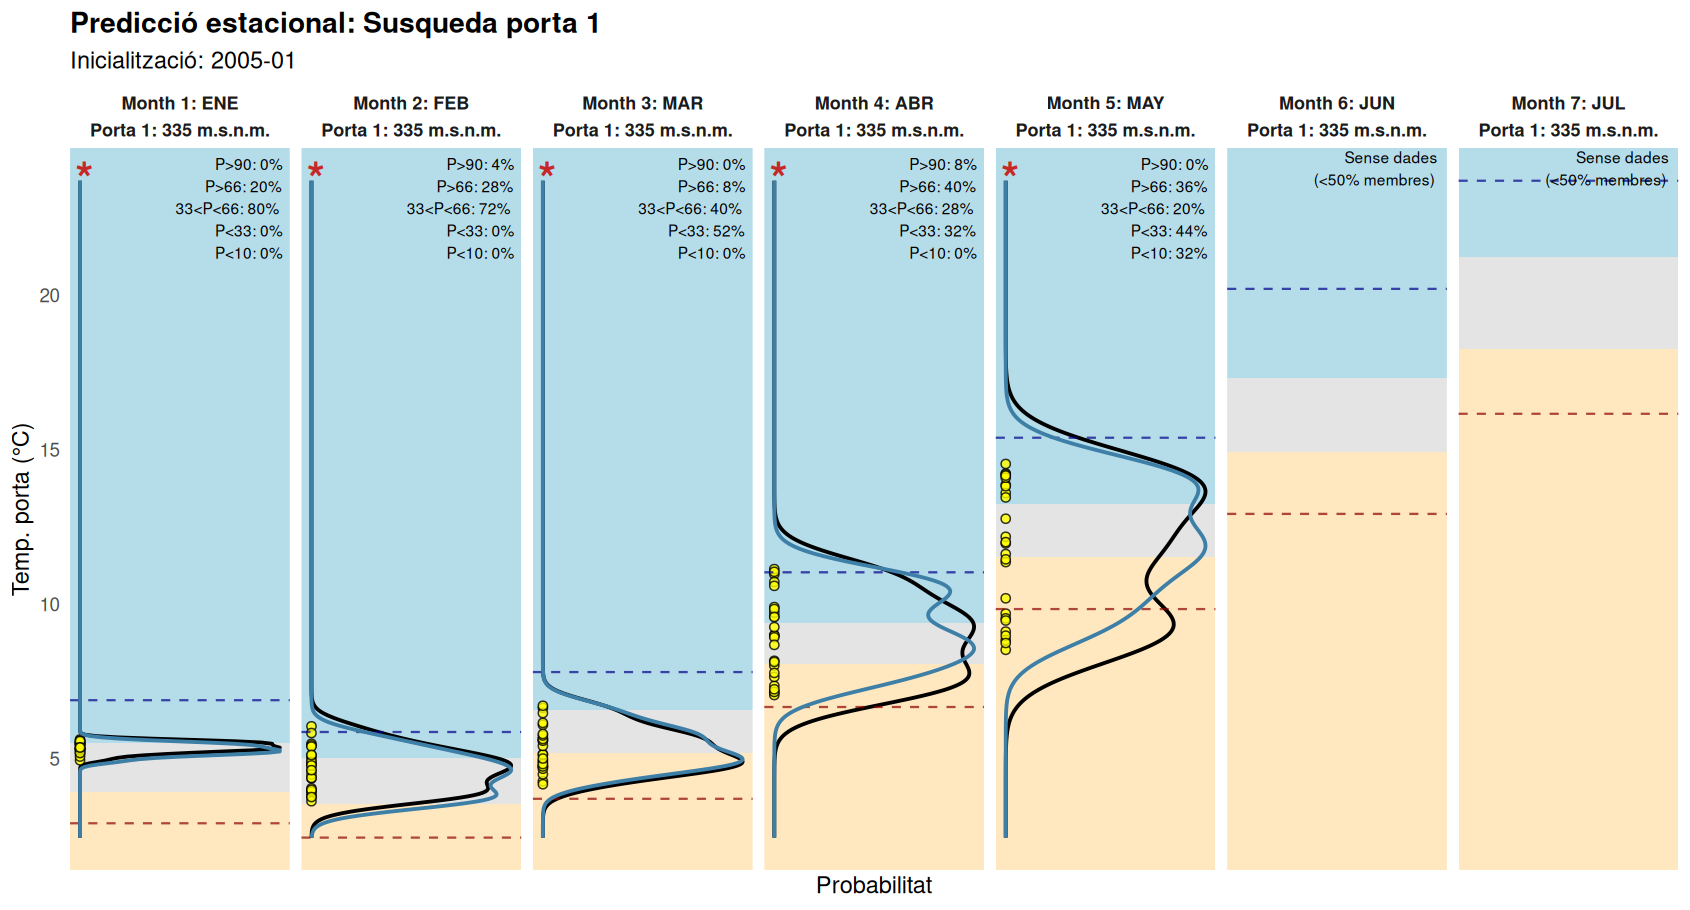 Predicció estacional: Susqueda porta 1
Inicialització: 2005-01
Month 1: ENE
Porta 1: 335 m.s.n.m.
Month 2: FEB
Porta 1: 335 m.s.n.m.
Month 3: MAR
Porta 1: 335 m.s.n.m.
Month 4: ABR
Porta 1: 335 m.s.n.m.
Month 5: MAY
Porta 1: 335 m.s.n.m.
Month 6: JUN
Porta 1: 335 m.s.n.m.
Month 7: JUL
Porta 1: 335 m.s.n.m.
*
P>90: 0%
P>66: 20%
33<P<66: 80%
P<33: 0%
P<10: 0%
*
P>90: 4%
P>66: 28%
33<P<66: 72%
P<33: 0%
P<10: 0%
*
P>90: 0%
P>66: 8%
33<P<66: 40%
P<33: 52%
P<10: 0%
*
P>90: 8%
P>66: 40%
33<P<66: 28%
P<33: 32%
P<10: 0%
*
P>90: 0%
P>66: 36%
33<P<66: 20%
P<33: 44%
P<10: 32%
Sense dades
(<50% membres)
Sense dades
(<50% membres)
20
15
10
5
Temp. porta (°C)
Probabilitat